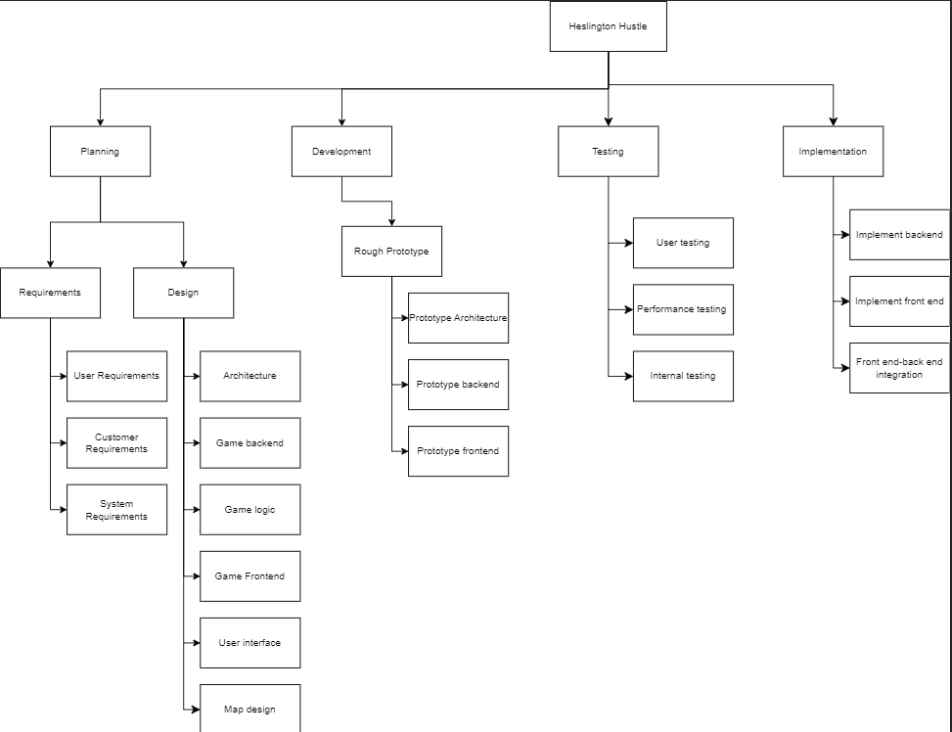 Heslington Hustle
Planning
Development
Testing
Implementation
Requirements
Design
User Requirements
Customer
Requirements
System
Requirements
Architecture
Game backend
Game logic
Game Frontend
User interface
Map design
Rough Prototype
Prototype Architecture
Prototype backend
Prototype frontend
User testing
Performance testing
Internal testing
Implement backend
Implement front end
Front end-back end
integration